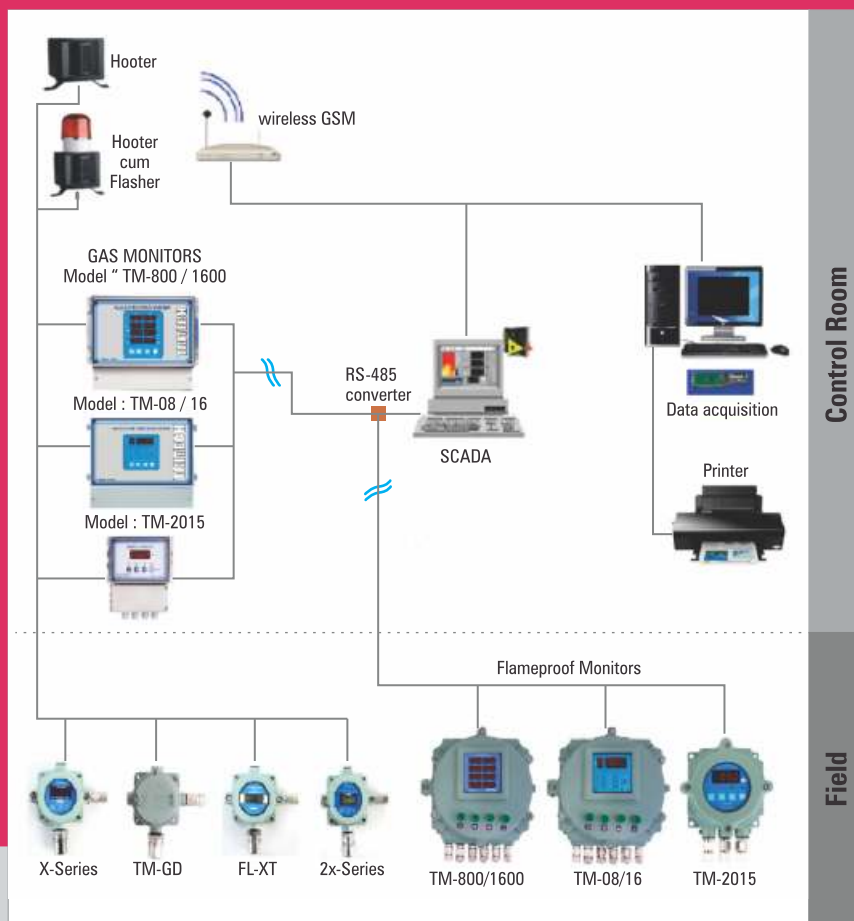 Hooter
wireless GSM
Hooter
cum
Flasher
GAS MONITORS
Model “ TM-800 / 1600
RS-485
converter
Model : TM-08 / 16
SCADA
Data acquisition
Printer
Model : TM-2015
Control Room
Flameproof Monitors
Field
X-Series
TM-GD
FL-XT
2x-Series
TM-800/1600
TM-08/16
TM-2015